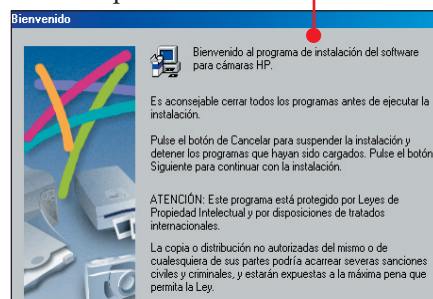 Bienvenido
Bienvenido al programa de instalación del software
para cámaras HP.
Es aconsejable cerrar todos los programas antes de ejecutar la
instalación.
Pulse el botón de Cancelar para suspender la instalación y
detener los programas que hayan sido cargados. Pulse el botón
Siguiente para continuar con la instalación.
ATENCIÓN: Este programa está protegido por Leyes de
Propiedad Intelectual y por disposiciones de tratados
internacionales.
La copia o distribución no autorizadas del mismo o de
cualesquiera de sus partes podría acarrear severas sanciones
civiles y criminales, y estarán expuestas a la máxima pena que
permita la Ley.